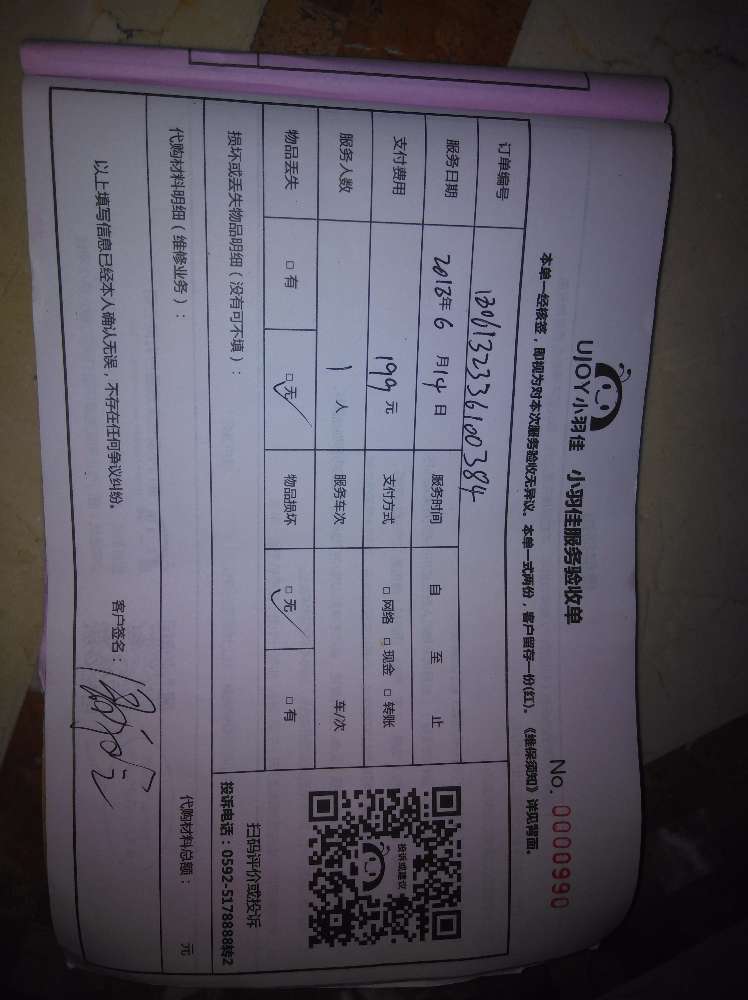 UJOY小羽佳 小羽佳服务验收单
No. 0000990
本单一经核签，即视为对本次服务验收无异议。本单一式两份，客户留存一份(红)。《维保须知》详见背面。
订单编号 1806132336100384
服务日期 2018年6月14日 服务时间 自 至 止
支付费用 199元 支付方式 □网络 □现金 □转账
服务人数 1人 服务车次 车/次
物品丢失 □有 □无 物品损坏 □无 □有
投诉或建议
扫码评价或投诉
投诉电话：0592-5178888转2
损坏或丢失物品明细（没有可不填）：
代购材料明细（维修业务）： 代购材料总额： 元
以上填写信息已经本人确认无误，不存在任何争议纠纷。 客户签名：